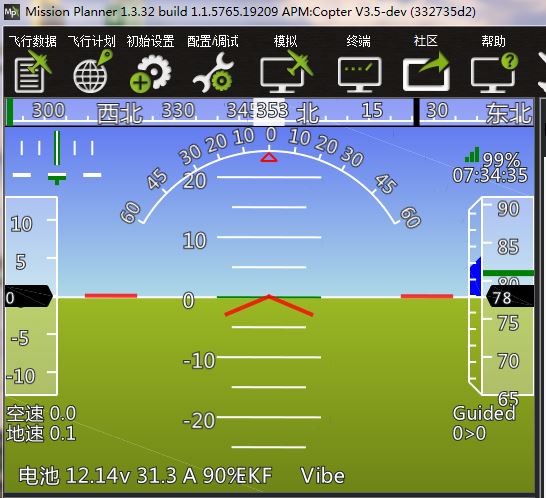 Mission Planner 1.3.32 build 1.1.5765.19209 APM:Copter V3.5-dev (332735d2)
飞行数据 飞行计划 初始设置 配置/调试 模拟 终端 社区 帮助
300 西北 330 345 353 北 15 30 东北
60 45 30 20 10 0 10 20 30 45 60
99%
07:34:35
20
10
0
-10
-20
10
5
0
-5
-10
90
85
80
78
75
70
65
空速 0.0
地速 0.1
Guided
0>0
电池 12.14v 31.3 A 90% EKF Vibe